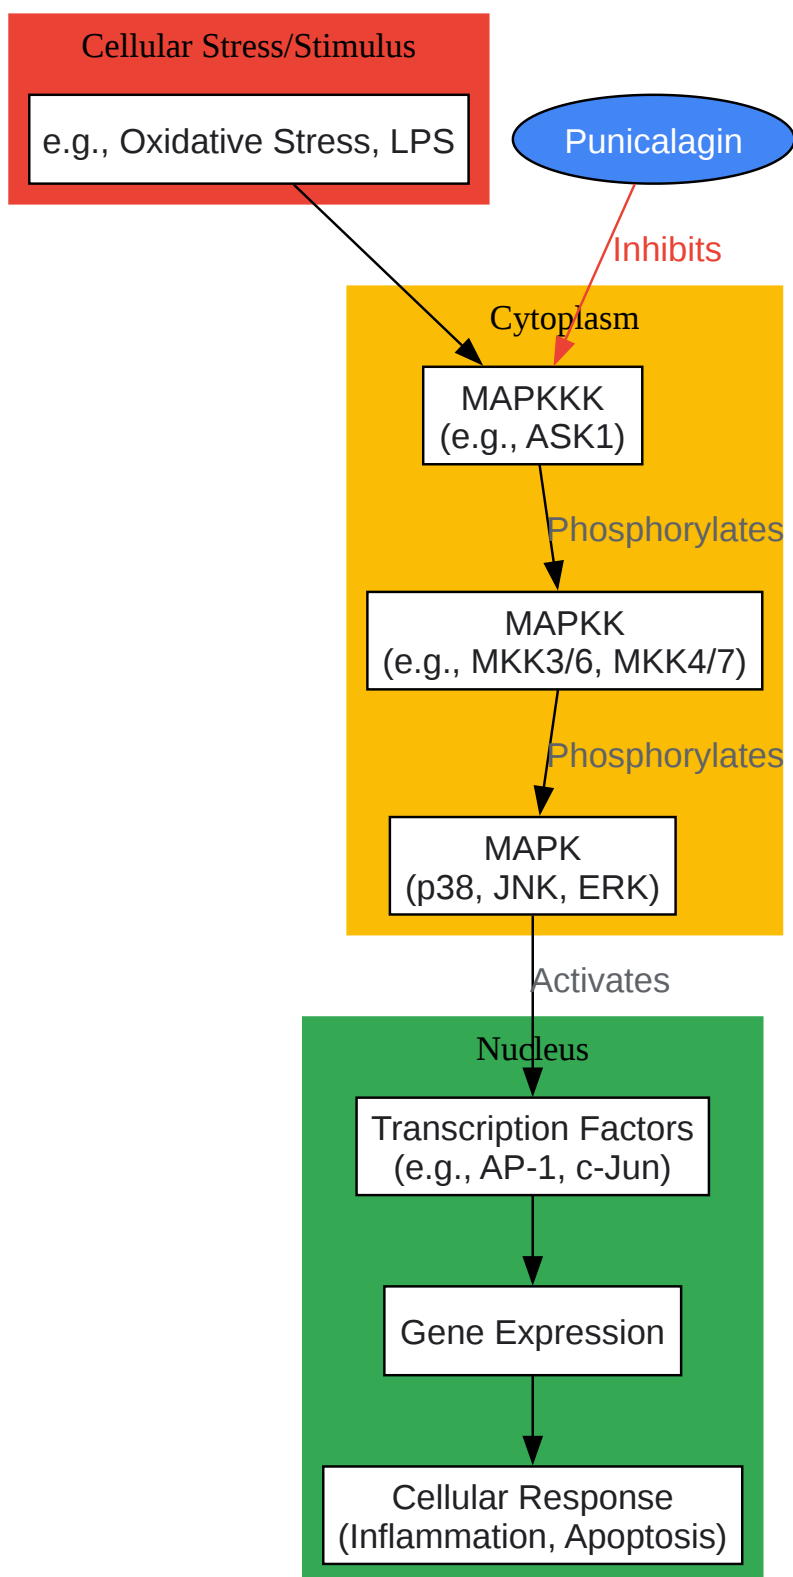 Cellular Stress/Stimulus
e.g., Oxidative Stress, LPS
Punicalagin
Inhibits
Cytoplasm
MAPKKK
(e.g., ASK1)
Phosphorylates
MAPKK
(e.g., MKK3/6, MKK4/7)
Phosphorylates
MAPK
(p38, JNK, ERK)
Activates
Nucleus
Transcription Factors
(e.g., AP-1, c-Jun)
Gene Expression
Cellular Response
(Inflammation, Apoptosis)